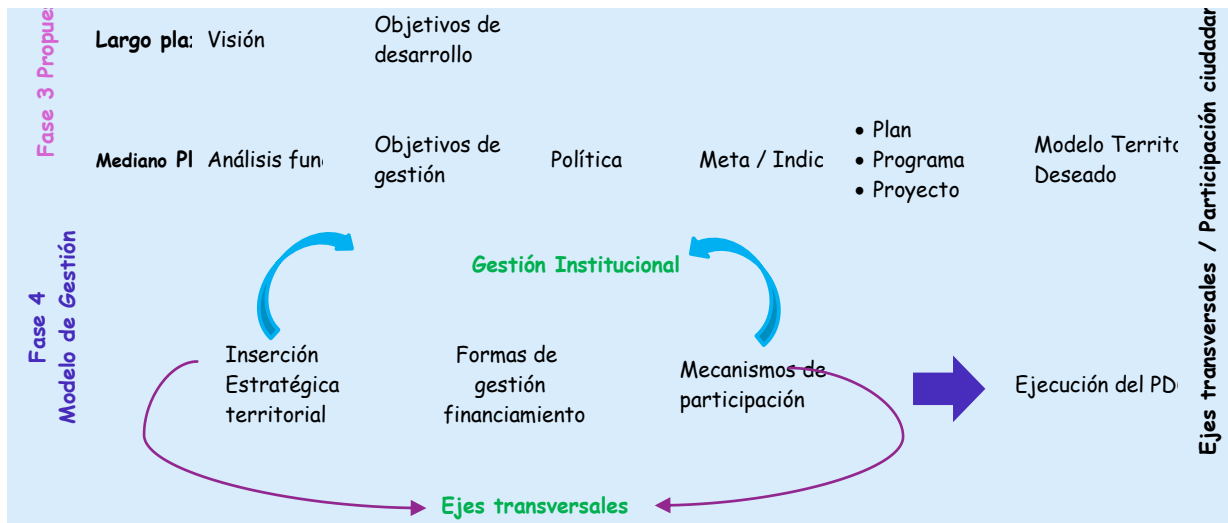 Fase 3 Propue
Largo pla
Visión
Objetivos de
desarrollo
Mediano Pl
Análisis fun
Objetivos de
gestión
Política
Meta / Indic
• Plan
• Programa
• Proyecto
Modelo Territo
Deseado
Fase 4
Modelo de Gestión
Gestión Institucional
Inserción
Estratégica
territorial
Formas de
gestión
financiamiento
Mecanismos de
participación
Ejecución del PD
Ejes transversales
Ejes transversales / Participación ciudadan